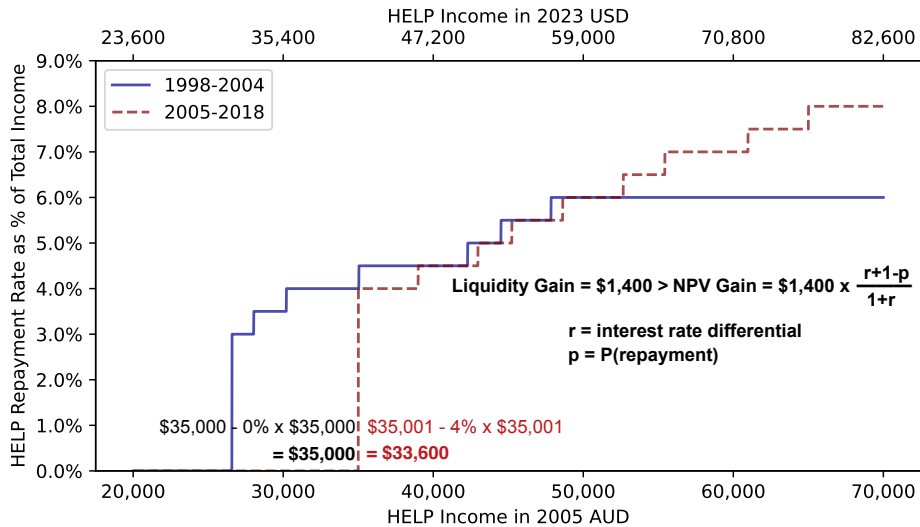 HELP Income in 2023 USD
23,600 35,400 47,200 59,000 70,800 82,600
HELP Repayment Rate as % of Total Income
9.0%
8.0%
7.0%
6.0%
5.0%
4.0%
3.0%
2.0%
1.0%
0.0%
1998-2004
2005-2018
Liquidity Gain = $1,400 > NPV Gain = $1,400 x r+1-p
1+r
r = interest rate differential
p = P(repayment)
$35,000 - 0% x $35,000 $35,001 - 4% x $35,001
= $35,000 = $33,600
20,000 30,000 40,000 50,000 60,000 70,000
HELP Income in 2005 AUD